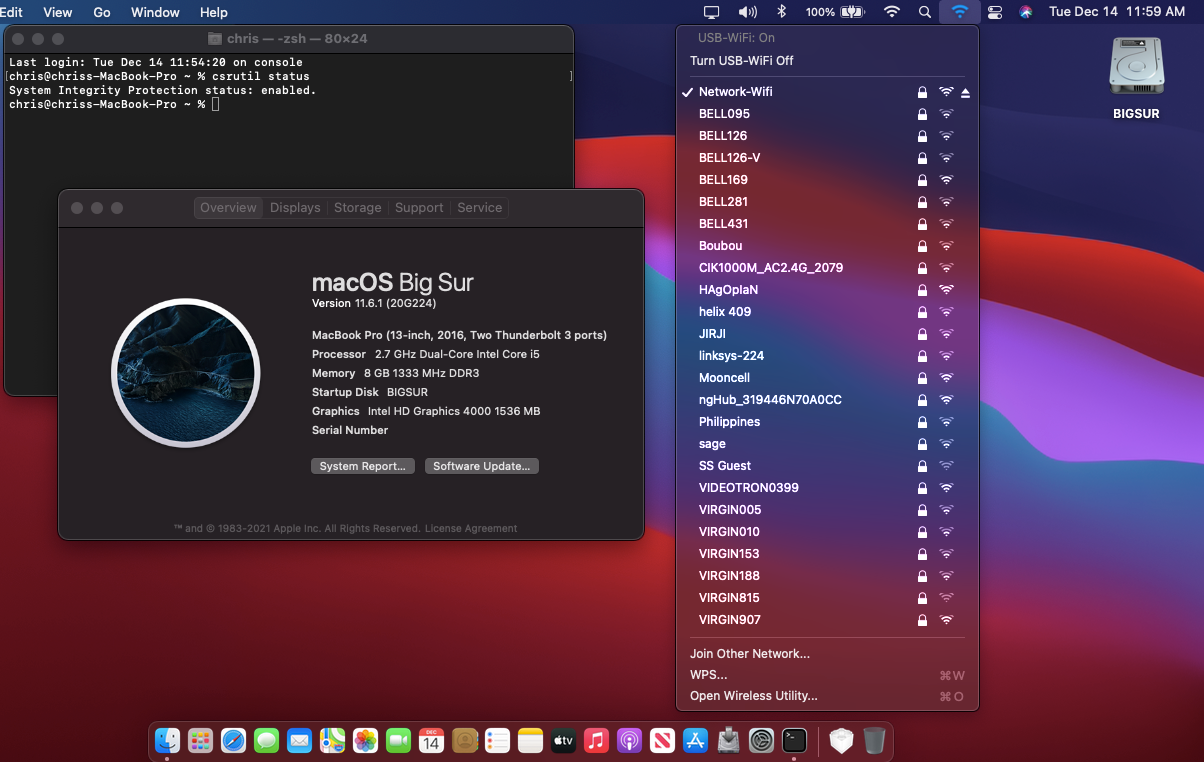 Edit View Go Window Help 100% Tue Dec 14 11:59 AM
chris — -zsh — 80×24
Last login: Tue Dec 14 11:54:20 on console
[chris@chriss-MacBook-Pro ~ % csrutil status ]
System Integrity Protection status: enabled.
chris@chriss-MacBook-Pro ~ %
Overview Displays Storage Support Service
macOS Big Sur
Version 11.6.1 (20G224)
MacBook Pro (13-inch, 2016, Two Thunderbolt 3 ports)
Processor 2.7 GHz Dual-Core Intel Core i5
Memory 8 GB 1333 MHz DDR3
Startup Disk BIGSUR
Graphics Intel HD Graphics 4000 1536 MB
Serial Number
System Report...
Software Update...
™ and © 1983-2021 Apple Inc. All Rights Reserved. License Agreement
USB-WiFi: On
Turn USB-WiFi Off
Network-Wifi
BELL095
BELL126
BELL126-V
BELL169
BELL281
BELL431
Boubou
CIK1000M_AC2.4G_2079
HAgOpIaN
helix 409
JIRJI
linksys-224
Mooncell
ngHub_319446N70A0CC
Philippines
sage
SS Guest
VIDEOTRON0399
VIRGIN005
VIRGIN010
VIRGIN153
VIRGIN188
VIRGIN815
VIRGIN907
Join Other Network...
WPS... ⌘W
Open Wireless Utility... ⌘O
BIGSUR
DEC
14
tv